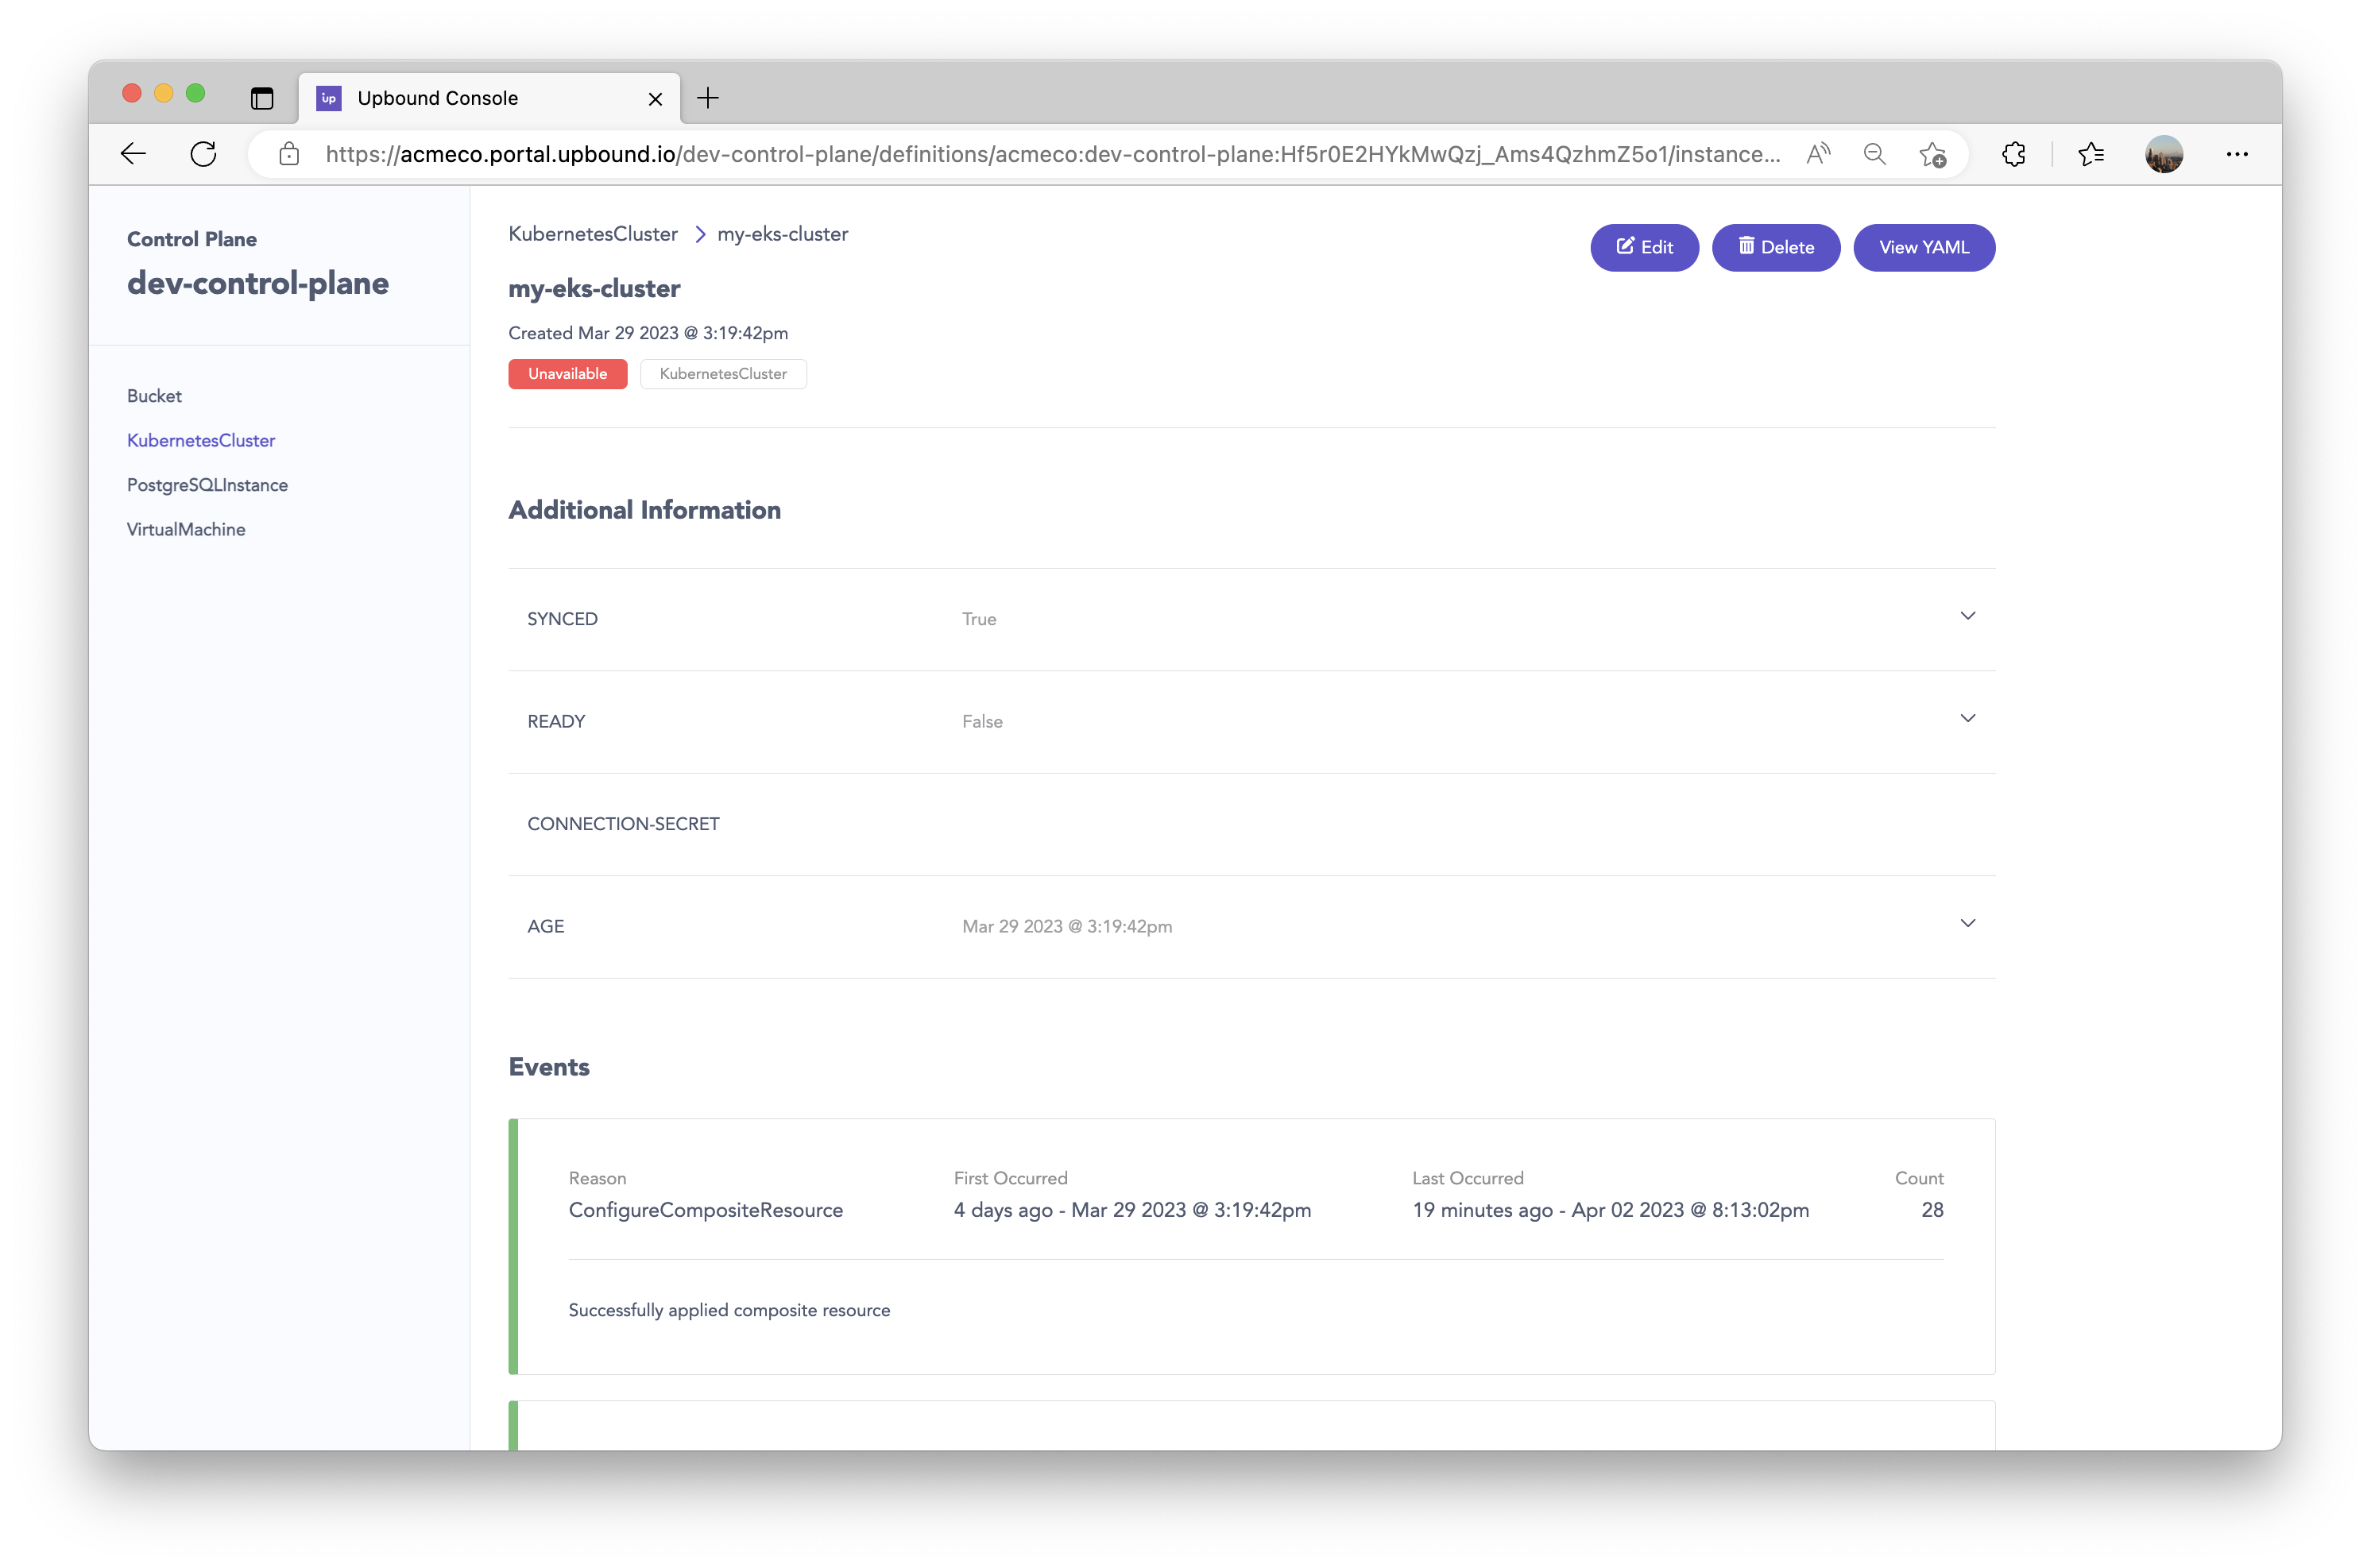 up Upbound Console
https://acmeco.portal.upbound.io/dev-control-plane/definitions/acmeco:dev-control-plane:Hf5r0E2HYkMwQzj_Ams4QzhmZ5o1/instance...
Control Plane
dev-control-plane
Bucket
KubernetesCluster
PostgreSQLInstance
VirtualMachine
KubernetesCluster my-eks-cluster
Edit Delete View YAML
my-eks-cluster
Created Mar 29 2023 @ 3:19:42pm
Unavailable KubernetesCluster
Additional Information
SYNCED True
READY False
CONNECTION-SECRET
AGE Mar 29 2023 @ 3:19:42pm
Events
Reason First Occurred Last Occurred Count
ConfigureCompositeResource 4 days ago - Mar 29 2023 @ 3:19:42pm 19 minutes ago - Apr 02 2023 @ 8:13:02pm 28
Successfully applied composite resource